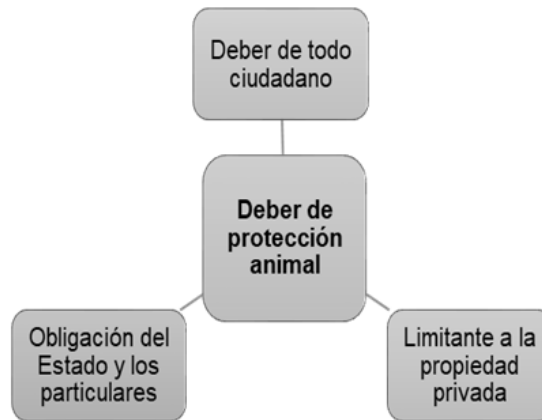 Deber de todo
ciudadano
Deber de
protección
animal
Obligación del
Estado y los
particulares
Limitante a la
propiedad
privada